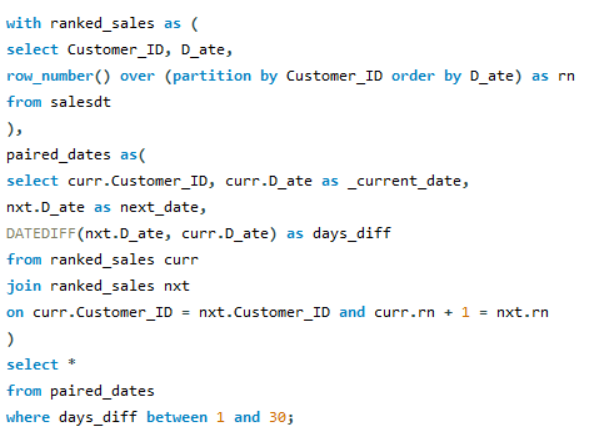 with ranked_sales as (
select Customer_ID, D_ate,
row_number() over (partition by Customer_ID order by D_ate) as rn
from salesdt
),
paired_dates as(
select curr.Customer_ID, curr.D_ate as _current_date,
nxt.D_ate as next_date,
DATEDIFF(nxt.D_ate, curr.D_ate) as days_diff
from ranked_sales curr
join ranked_sales nxt
on curr.Customer_ID = nxt.Customer_ID and curr.rn + 1 = nxt.rn
)
select *
from paired_dates
where days_diff between 1 and 30;